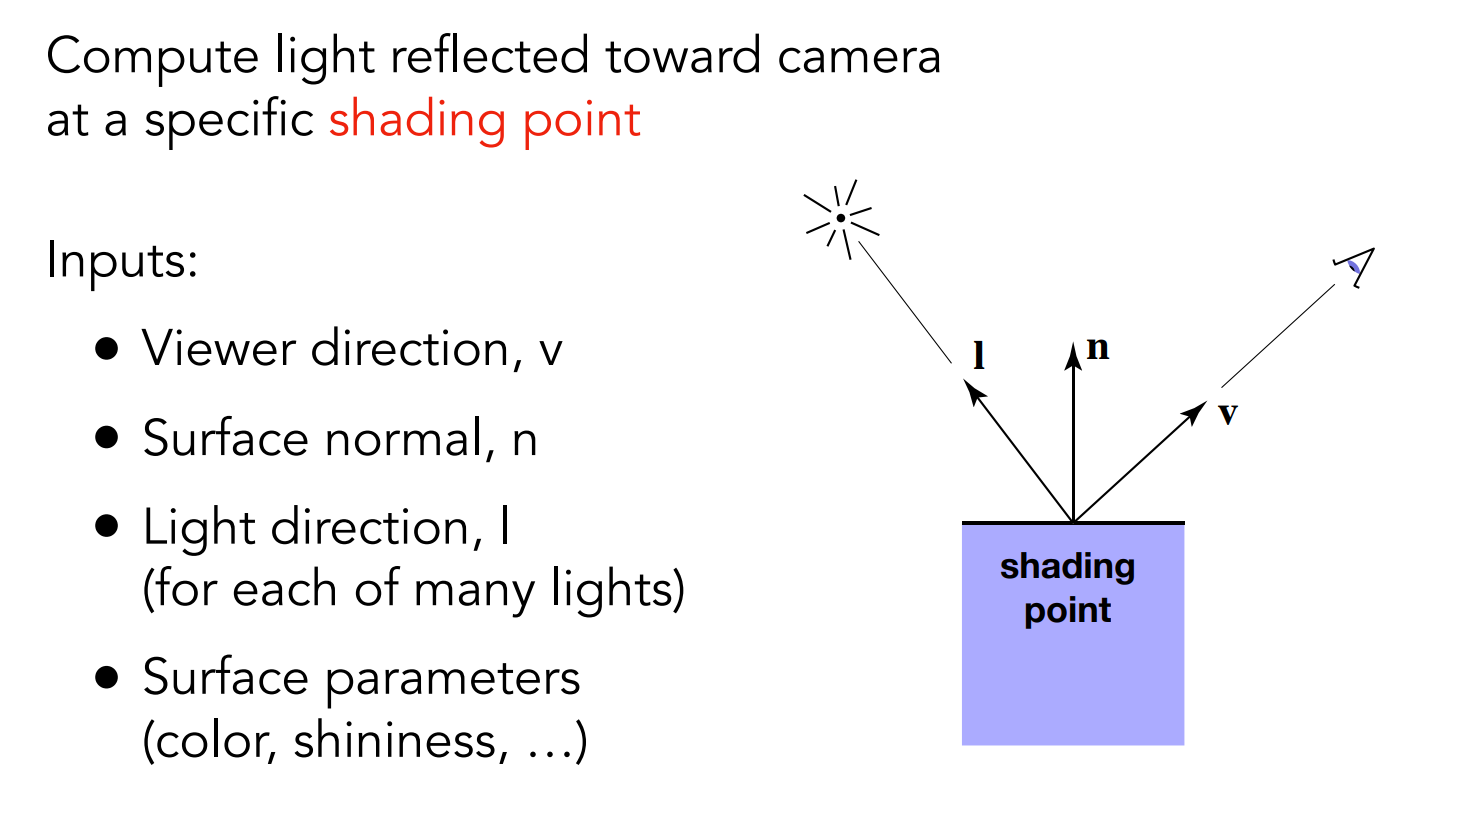 Compute light reflected toward camera
at a specific shading point
Inputs:
• Viewer direction, v
• Surface normal, n
• Light direction, l
(for each of many lights)
• Surface parameters
(color, shininess, …)
l
n
v
shading
point